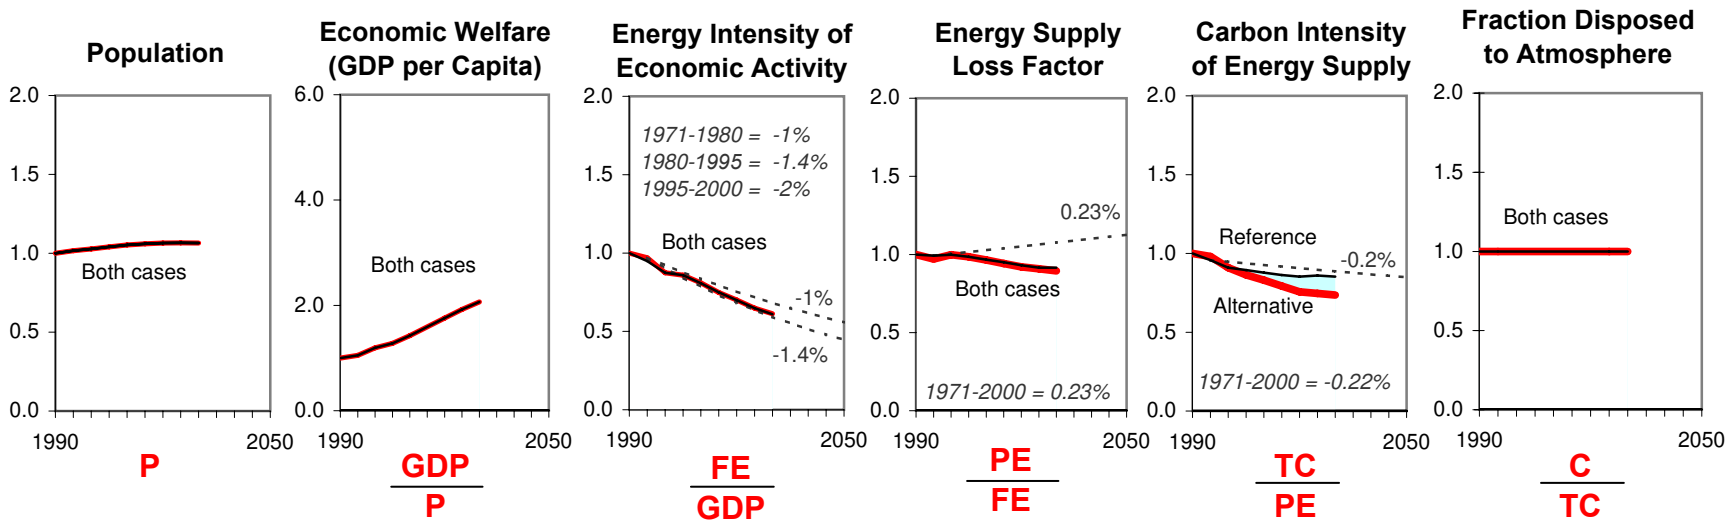 Population
2.0
1.5
1.0
0.5
0.0
Both cases
1990
2050
P
Economic Welfare
(GDP per Capita)
6.0
4.0
2.0
0.0
Both cases
1990
2050
GDP
P
Energy Intensity of
Economic Activity
2.0
1.5
1.0
0.5
0.0
1971-1980 = -1%
1980-1995 = -1.4%
1995-2000 = -2%
Both cases
-1%
-1.4%
1990
2050
FE
GDP
Energy Supply
Loss Factor
2.0
1.5
1.0
0.5
0.0
0.23%
Both cases
1971-2000 = 0.23%
1990
2050
PE
FE
Carbon Intensity
of Energy Supply
2.0
1.5
1.0
0.5
0.0
Reference
-0.2%
Alternative
1971-2000 = -0.22%
1990
2050
TC
PE
Fraction Disposed
to Atmosphere
2.0
1.5
1.0
0.5
0.0
Both cases
1990
2050
C
TC